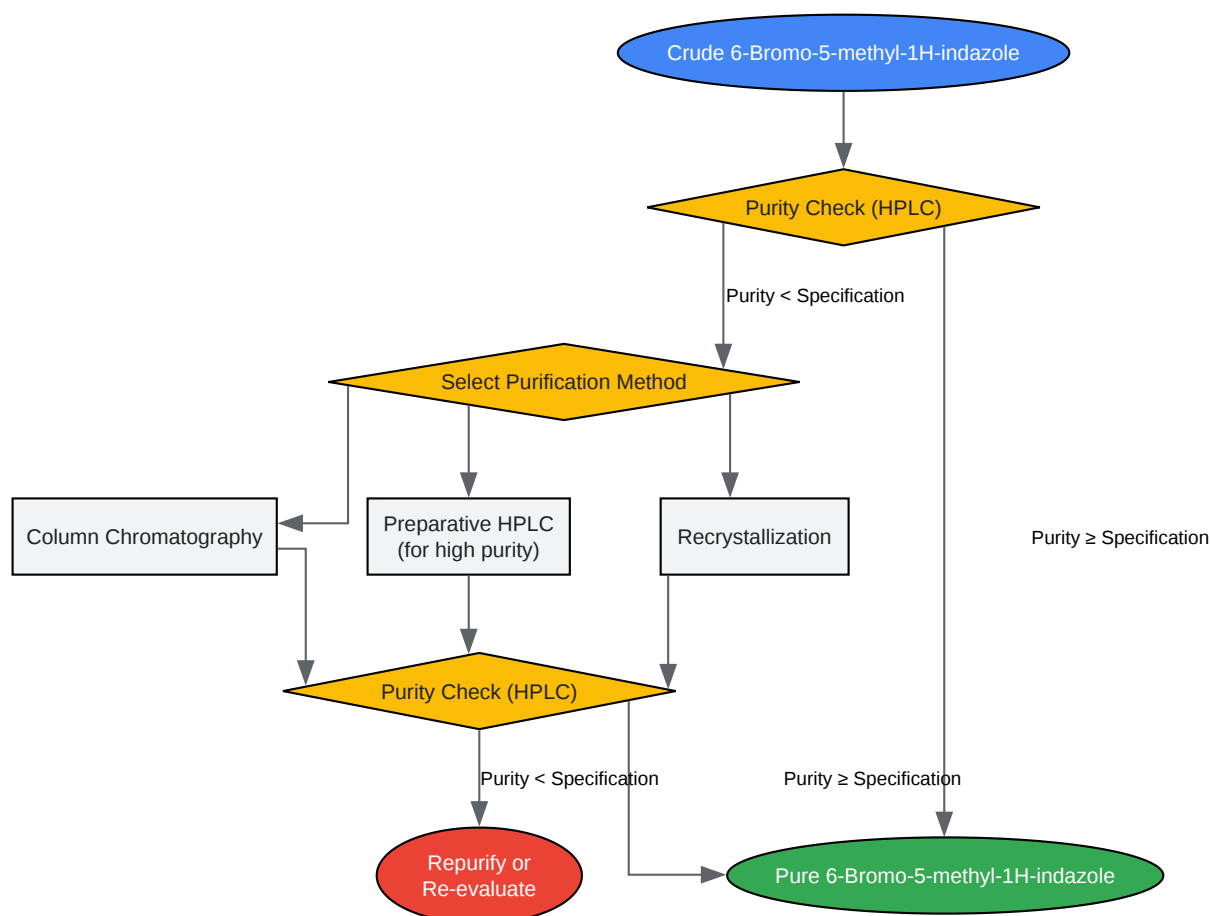 Crude 6-Bromo-5-methyl-1H-indazole
Purity Check (HPLC)
Purity < Specification
Select Purification Method
Column Chromatography
Preparative HPLC
(for high purity)
Recrystallization
Purity ≥ Specification
Purity Check (HPLC)
Purity < Specification
Purity ≥ Specification
Repurify or
Re-evaluate
Pure 6-Bromo-5-methyl-1H-indazole